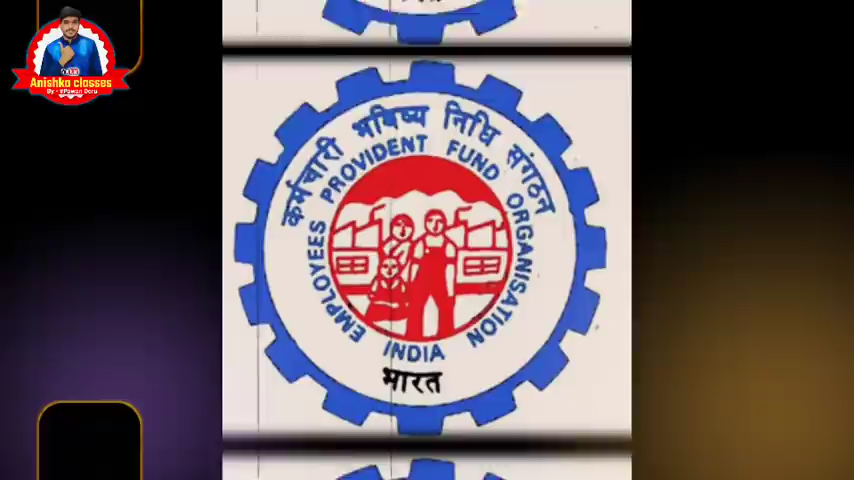 Anishka classes
कर्मचारी भविष्य निधि संगठन
EMPLOYEES PROVIDENT FUND ORGANISATION
INDIA
भारत